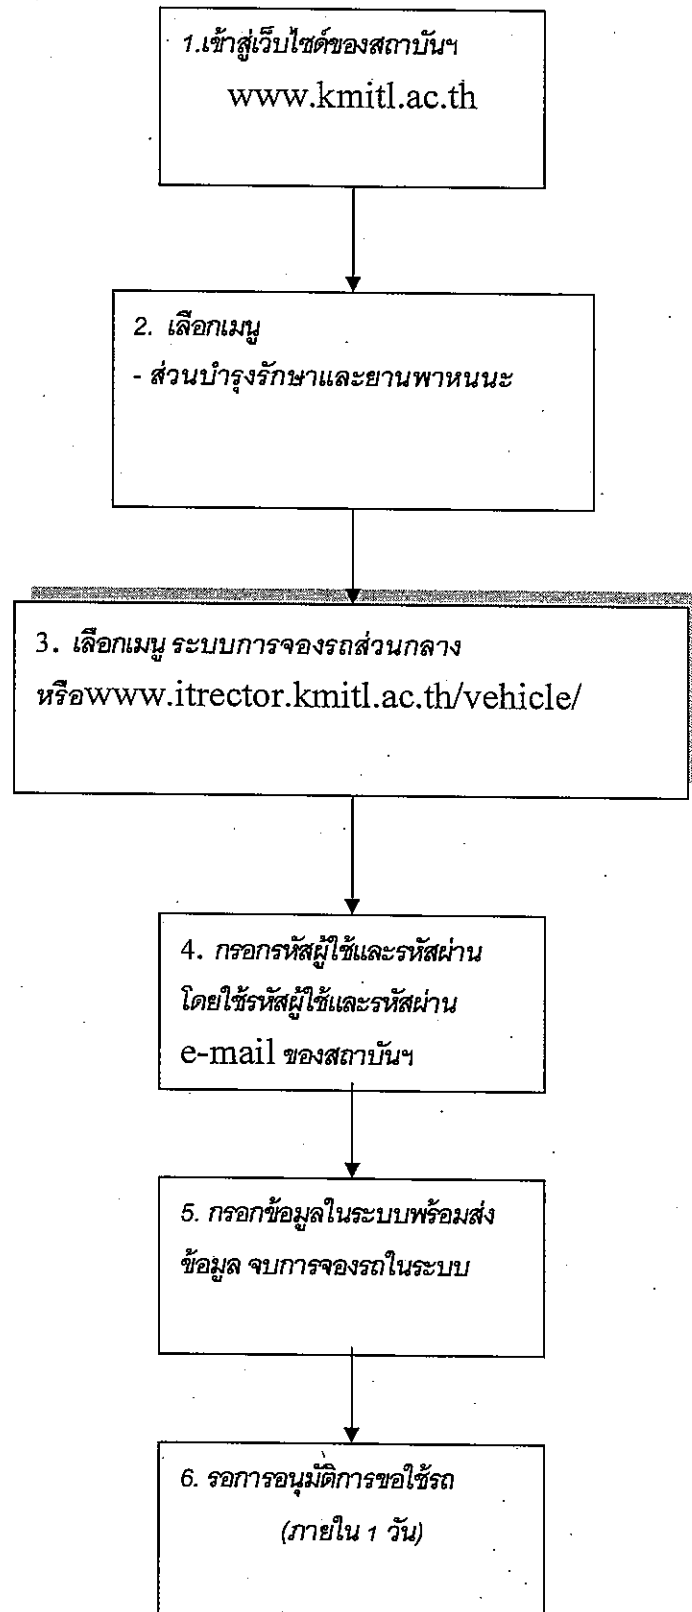 1.เข้าสู่เว็บไซด์ของสถาบันฯ
www.kmitl.ac.th
2. เลือกเมนู
- ส่วนบำรุงรักษาและยานพาหนนะ
3. เลือกเมนู ระบบการจองรถส่วนกลาง
หรือwww.itrector.kmitl.ac.th/vehicle/
4. กรอกรหัสผู้ใช้และรหัสผ่าน
โดยใช้รหัสผู้ใช้และรหัสผ่าน
e-mail ของสถาบันฯ
5. กรอกข้อมูลในระบบพร้อมส่ง
ข้อมูล จบการจองรถในระบบ
6. รอการอนุมัติการขอใช้รถ
(ภายใน 1 วัน)